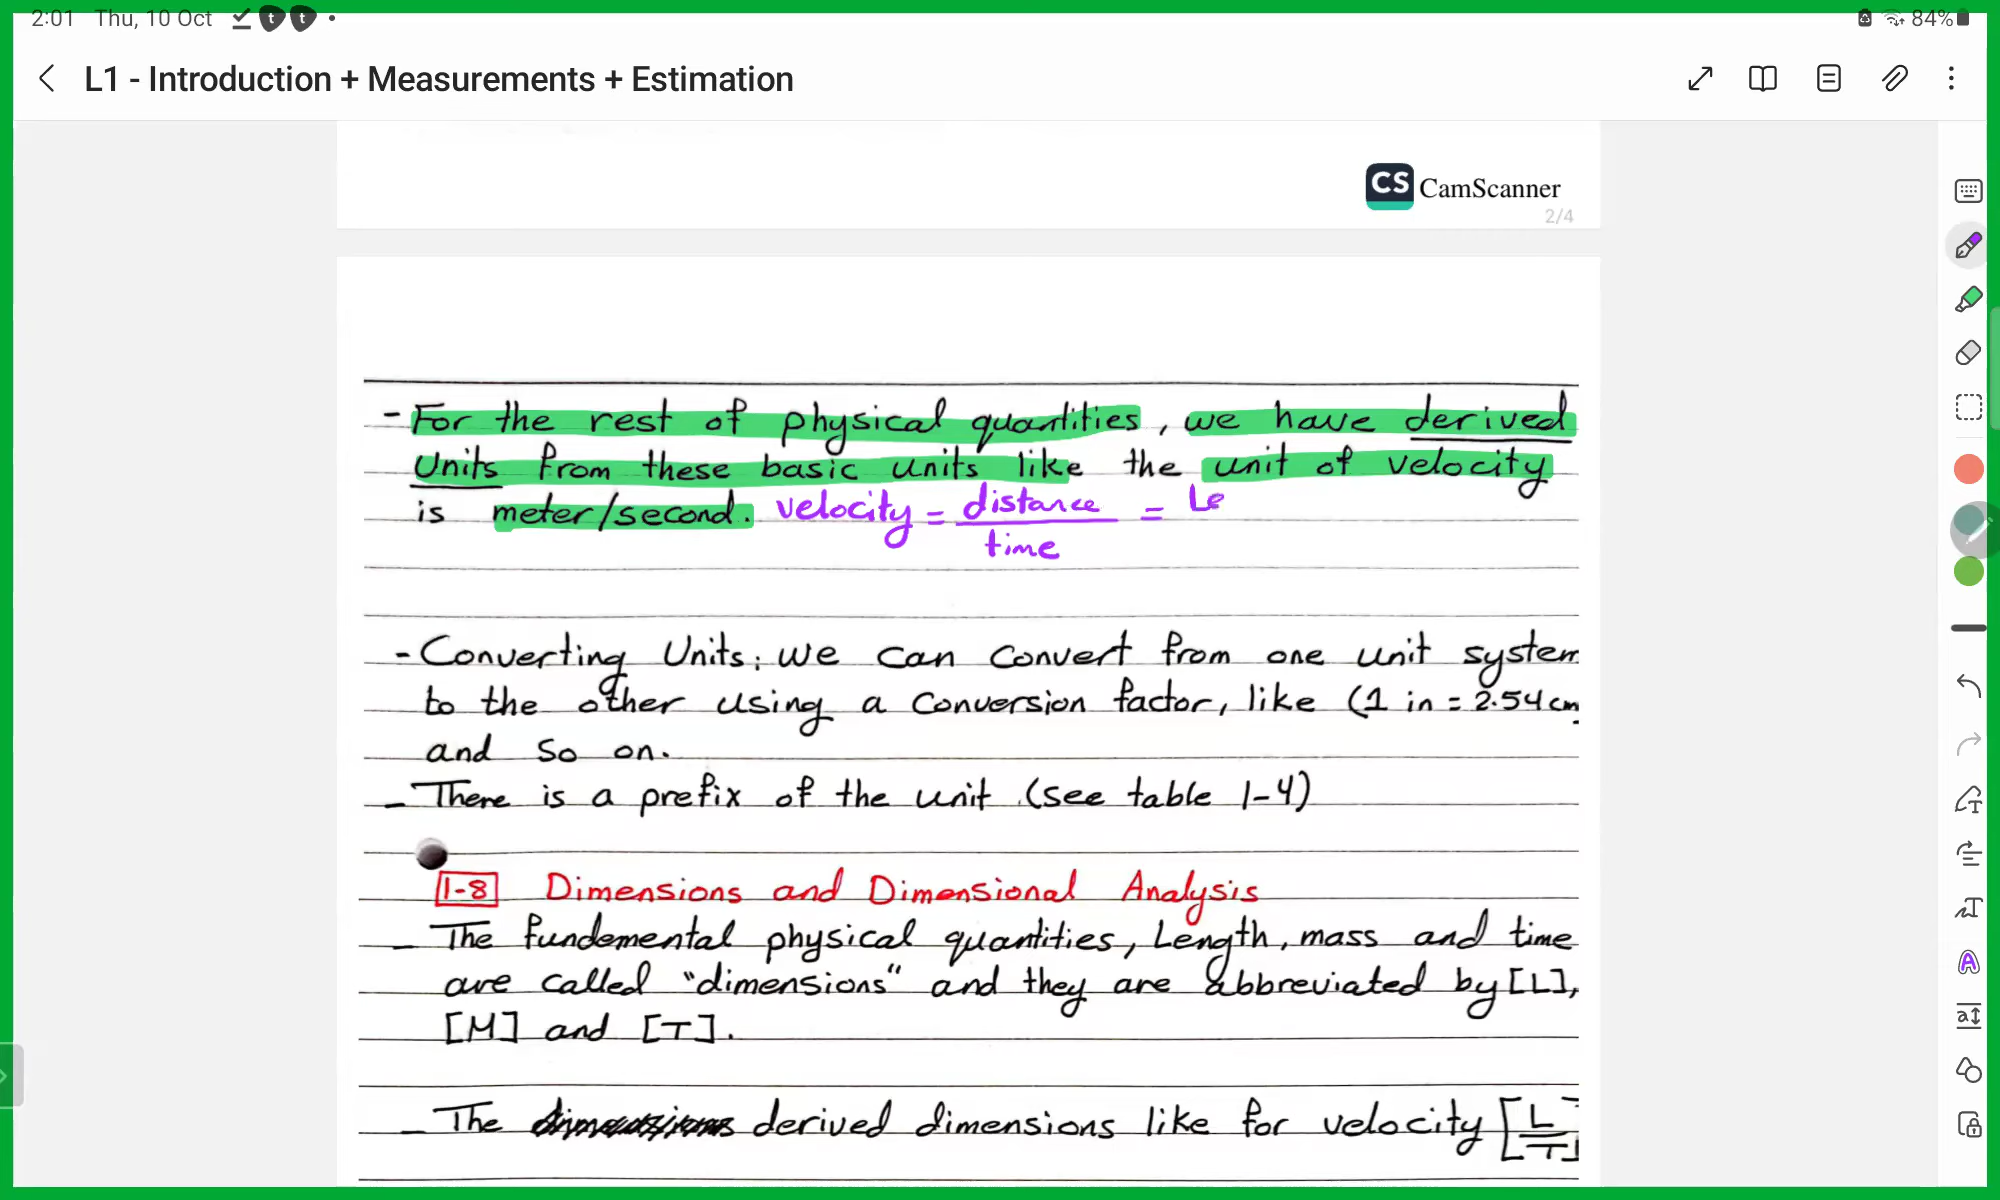 2:01 Thu, 10 Oct 84%
L1 - Introduction + Measurements + Estimation
CS CamScanner
2/4
- For the rest of physical quantities, we have derived
Units from these basic units like the unit of velocity
is meter/second. velocity = distance/time = Le
- Converting Units: we can convert from one unit system
to the other using a conversion factor, like (1 in = 2.54 cm
and so on.
- There is a prefix of the unit (see table 1-4)
1-8 Dimensions and Dimensional Analysis
- The fundemental physical quantities, Length, mass and time
are called "dimensions" and they are abbreviated by [L],
[M] and [T].
- The dimensions derived dimensions like for velocity [L/T]